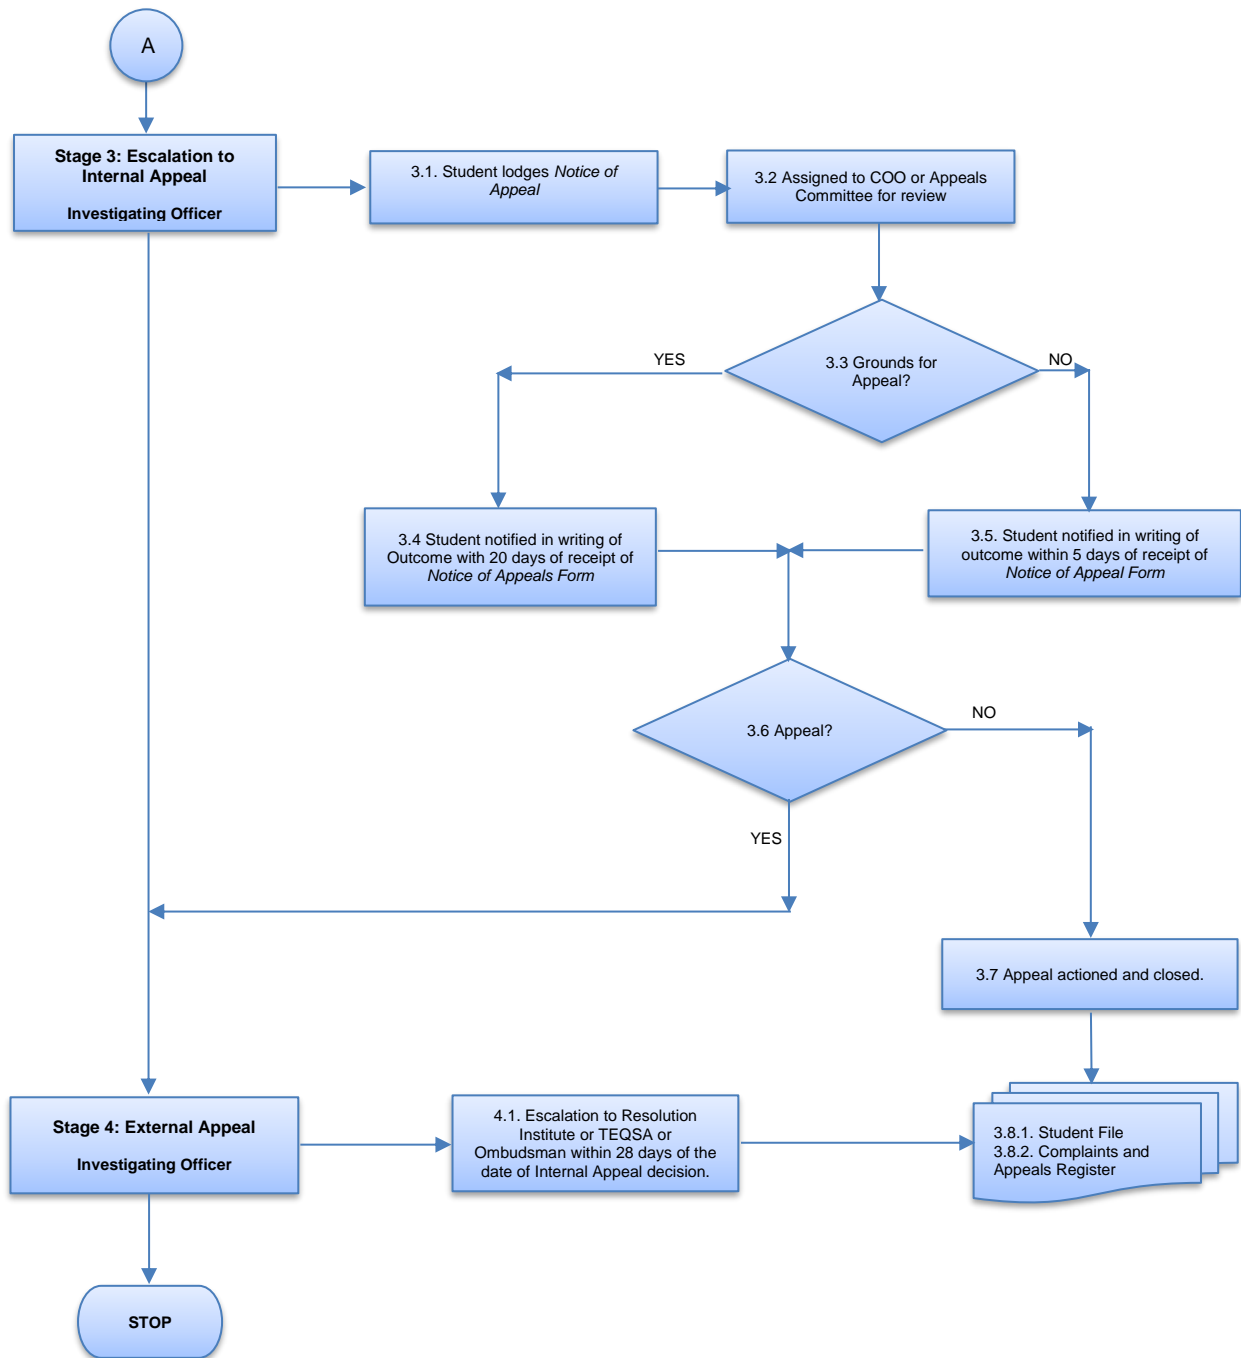 A
Stage 3: Escalation to
Internal Appeal
Investigating Officer
3.1. Student lodges Notice of
Appeal
3.2 Assigned to COO or Appeals
Committee for review
3.3 Grounds for
Appeal?
YES
NO
3.4 Student notified in writing of
Outcome with 20 days of receipt of
Notice of Appeals Form
3.5. Student notified in writing of
outcome within 5 days of receipt of
Notice of Appeal Form
3.6 Appeal?
NO
YES
3.7 Appeal actioned and closed.
Stage 4: External Appeal
Investigating Officer
4.1. Escalation to Resolution
Institute or TEQSA or
Ombudsman within 28 days of the
date of Internal Appeal decision.
3.8.1. Student File
3.8.2. Complaints and
Appeals Register
STOP